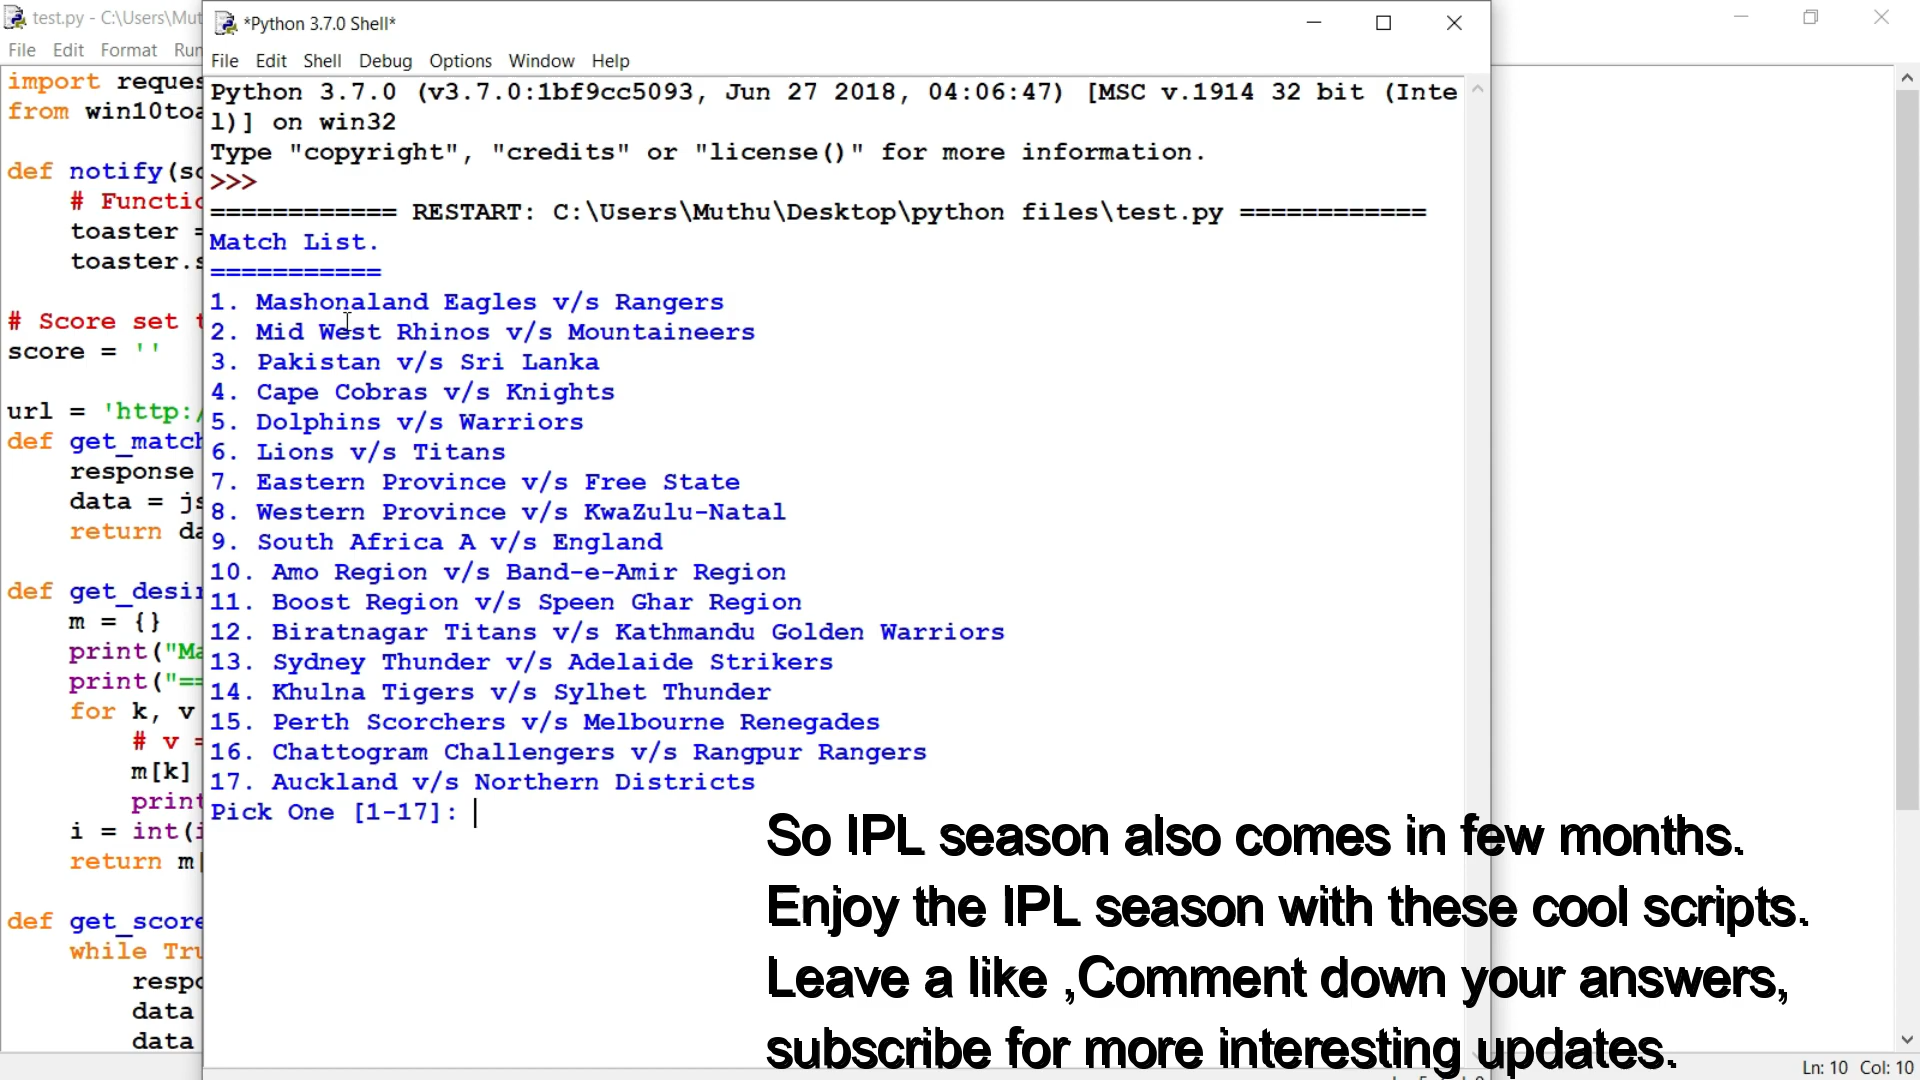 test.py - C:\Users\Mut
File Edit Format Run
import reques
from win10toa
def notify(sc
# Functic
toaster =
toaster.s
# Score set t
score = ''
url = 'http:/
def get_match
response
data = js
return da
def get_desir
m = {}
print("Ma
print("==
for k, v
# v =
m[k]
print
i = int(i
return m[
def get_score
while Tru
respo
data
data
*Python 3.7.0 Shell*
File Edit Shell Debug Options Window Help
Python 3.7.0 (v3.7.0:1bf9cc5093, Jun 27 2018, 04:06:47) [MSC v.1914 32 bit (Inte
l)] on win32
Type "copyright", "credits" or "license()" for more information.
>>>
============ RESTART: C:\Users\Muthu\Desktop\python files\test.py ============
Match List.
===========
1. Mashonaland Eagles v/s Rangers
2. Mid West Rhinos v/s Mountaineers
3. Pakistan v/s Sri Lanka
4. Cape Cobras v/s Knights
5. Dolphins v/s Warriors
6. Lions v/s Titans
7. Eastern Province v/s Free State
8. Western Province v/s KwaZulu-Natal
9. South Africa A v/s England
10. Amo Region v/s Band-e-Amir Region
11. Boost Region v/s Speen Ghar Region
12. Biratnagar Titans v/s Kathmandu Golden Warriors
13. Sydney Thunder v/s Adelaide Strikers
14. Khulna Tigers v/s Sylhet Thunder
15. Perth Scorchers v/s Melbourne Renegades
16. Chattogram Challengers v/s Rangpur Rangers
17. Auckland v/s Northern Districts
Pick One [1-17]:
So IPL season also comes in few months.
Enjoy the IPL season with these cool scripts.
Leave a like ,Comment down your answers,
subscribe for more interesting updates.
Ln: 10 Col: 10